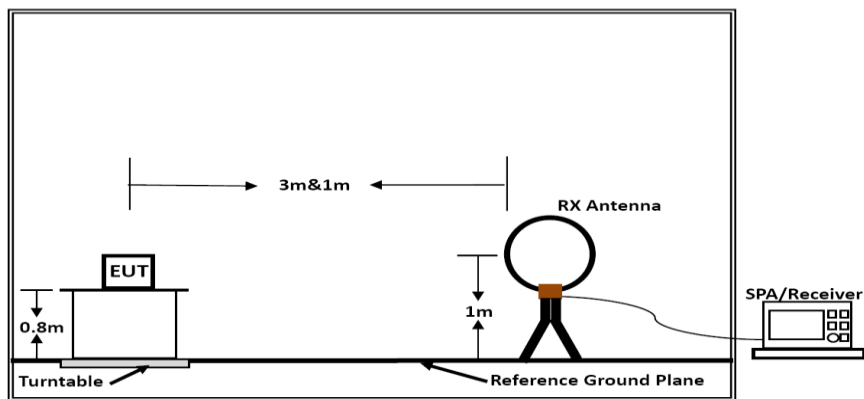 3m&1m
RX Antenna
EUT
SPA/Receiver
0.8m
1m
Turntable
Reference Ground Plane